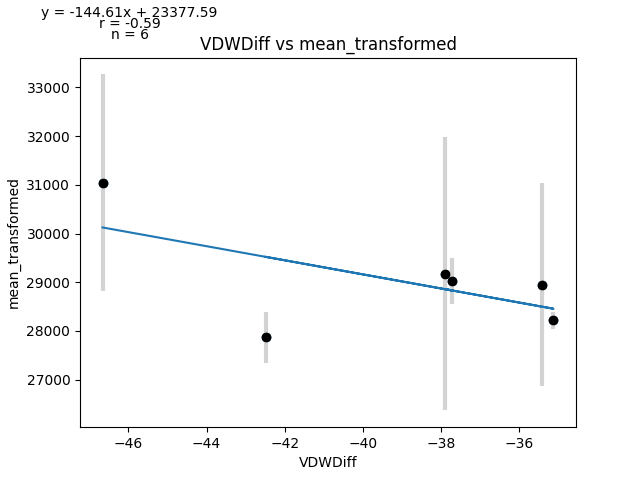 y = -144.61x + 23377.59
r = -0.59
n = 6
VDWDiff vs mean_transformed
33000
32000
31000
30000
29000
28000
27000
mean_transformed
−46
−44
−42
−40
−38
−36
VDWDiff